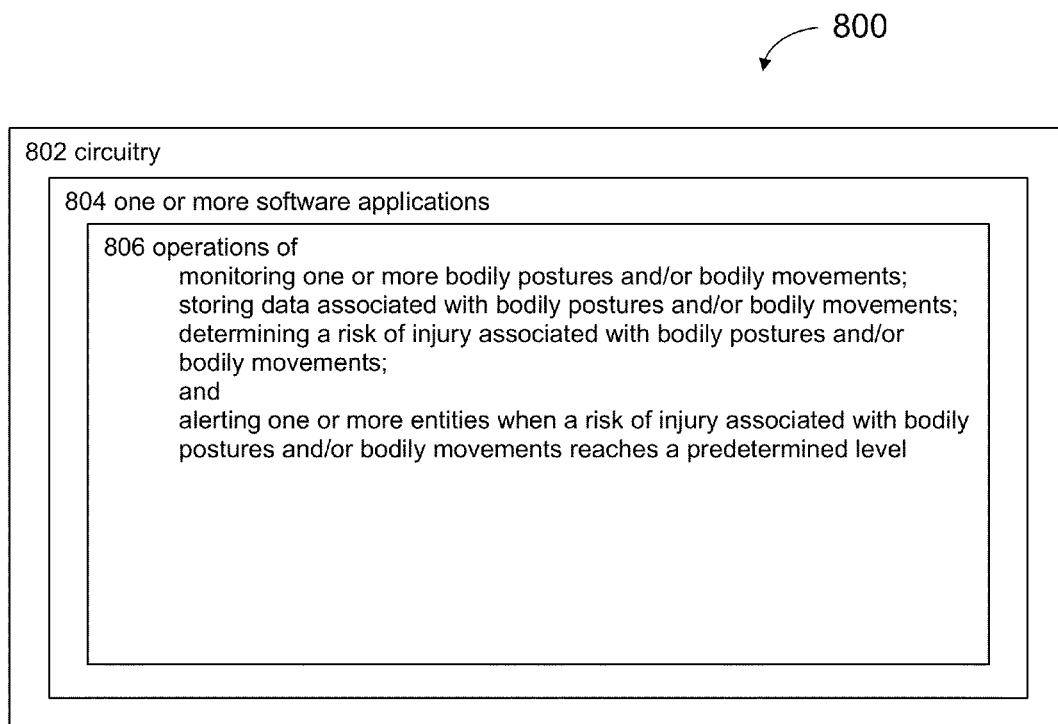 800
802 circuitry
804 one or more software applications
806 operations of
monitoring one or more bodily postures and/or bodily movements;
storing data associated with bodily postures and/or bodily movements;
determining a risk of injury associated with bodily postures and/or
bodily movements;
and
alerting one or more entities when a risk of injury associated with bodily
postures and/or bodily movements reaches a predetermined level